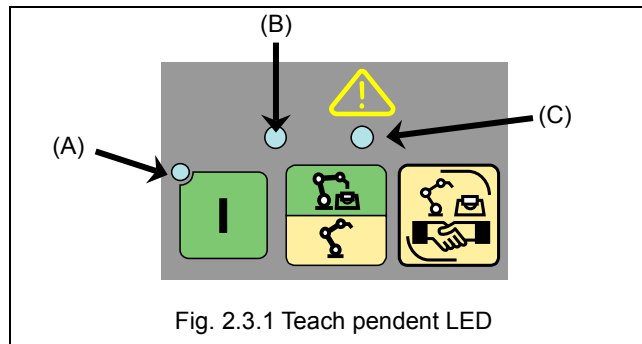 (B)
(C)
(A)
I
Fig. 2.3.1 Teach pendent LED